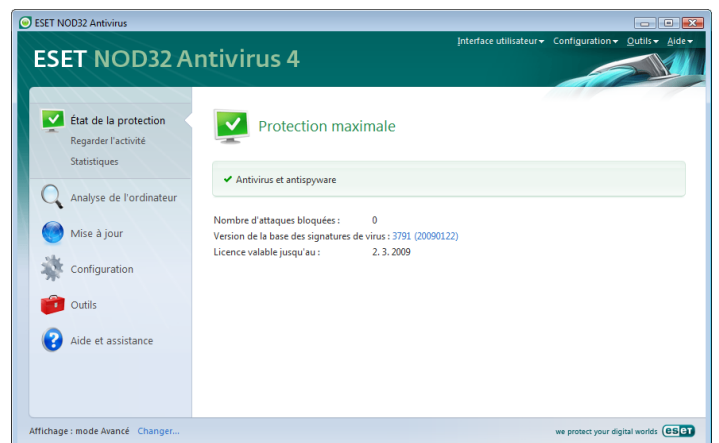 ESET NOD32 Antivirus
Interface utilisateur Configuration Outils Aide
ESET NOD32 Antivirus 4
État de la protection
Regarder l'activité
Statistiques
Analyse de l'ordinateur
Mise à jour
Configuration
Outils
Aide et assistance
Protection maximale
Antivirus et antispyware
Nombre d'attaques bloquées : 0
Version de la base des signatures de virus : 3791 (20090122)
Licence valable jusqu'au : 2. 3. 2009
Affichage : mode Avancé Changer...
we protect your digital worlds eseT